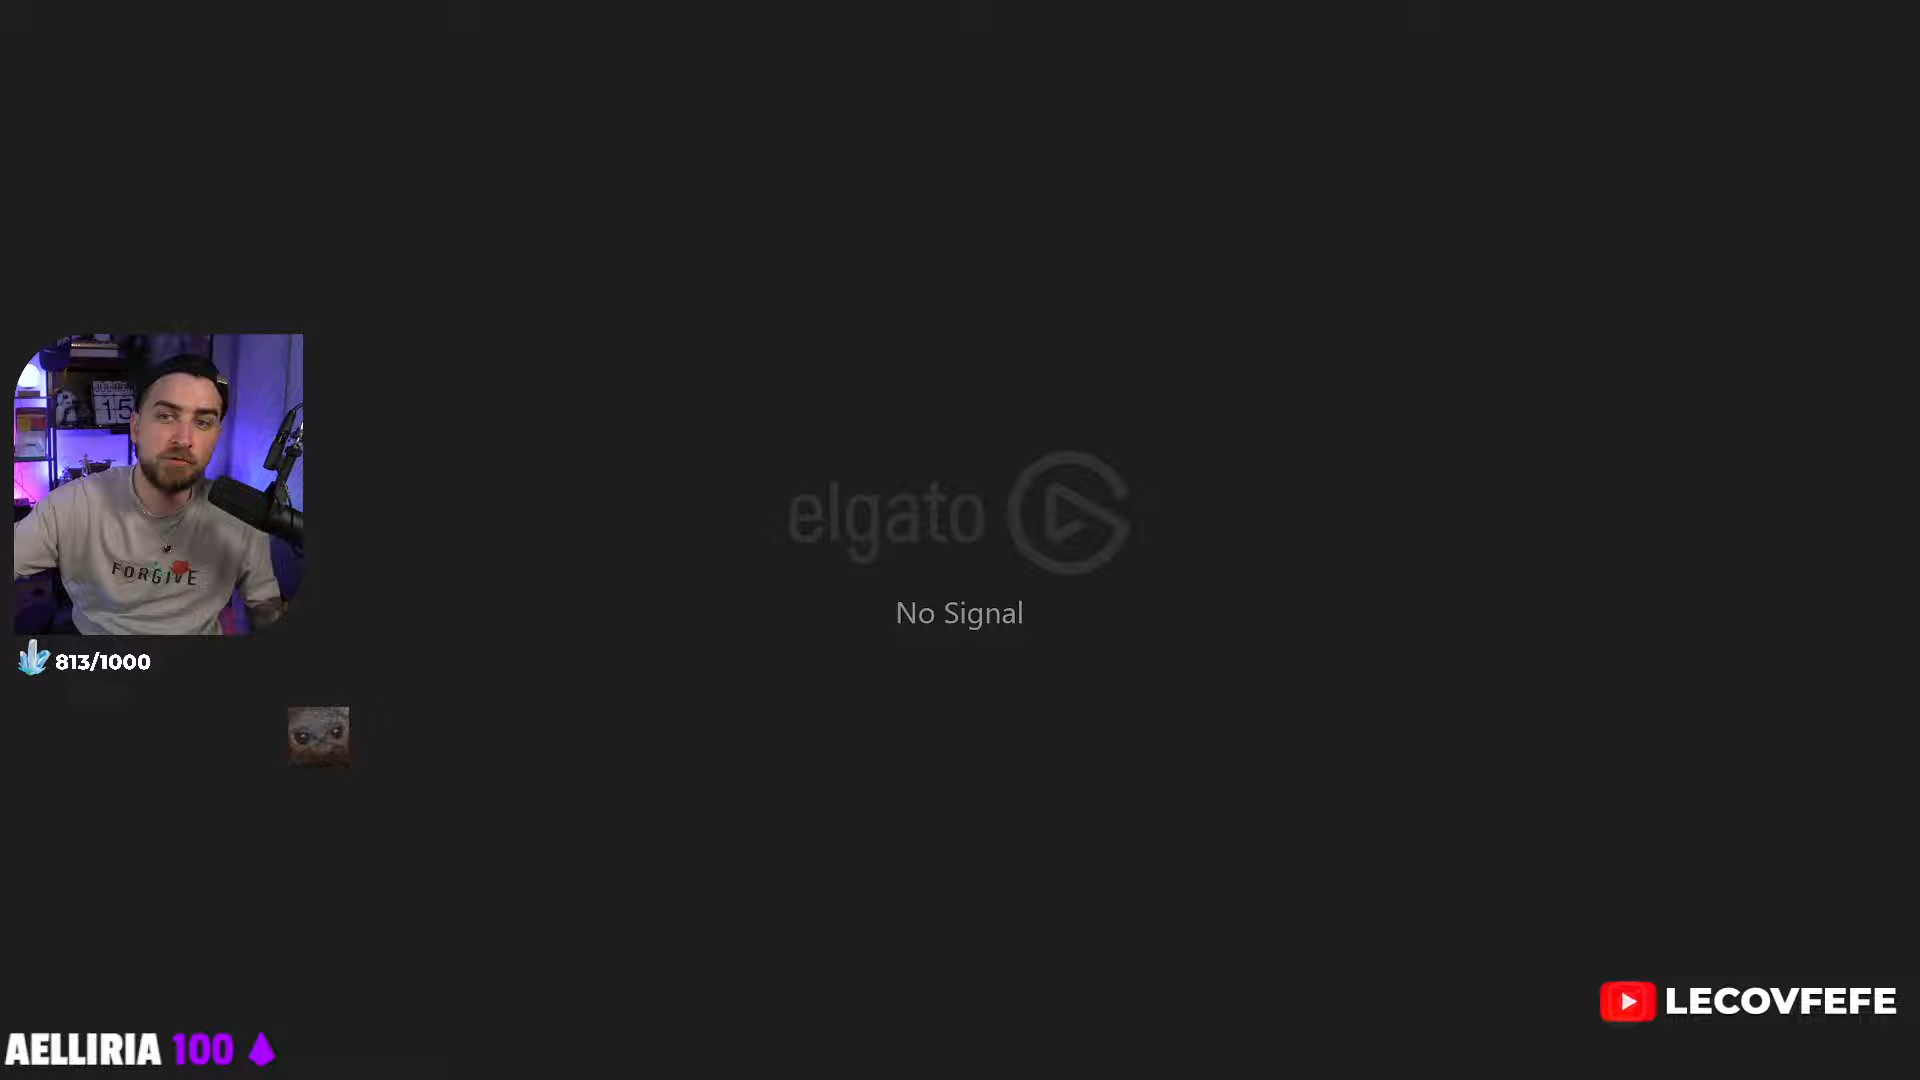 15
FORGIVE
813/1000
elgato
No Signal
LECOVFEFE
AELLIRIA 100